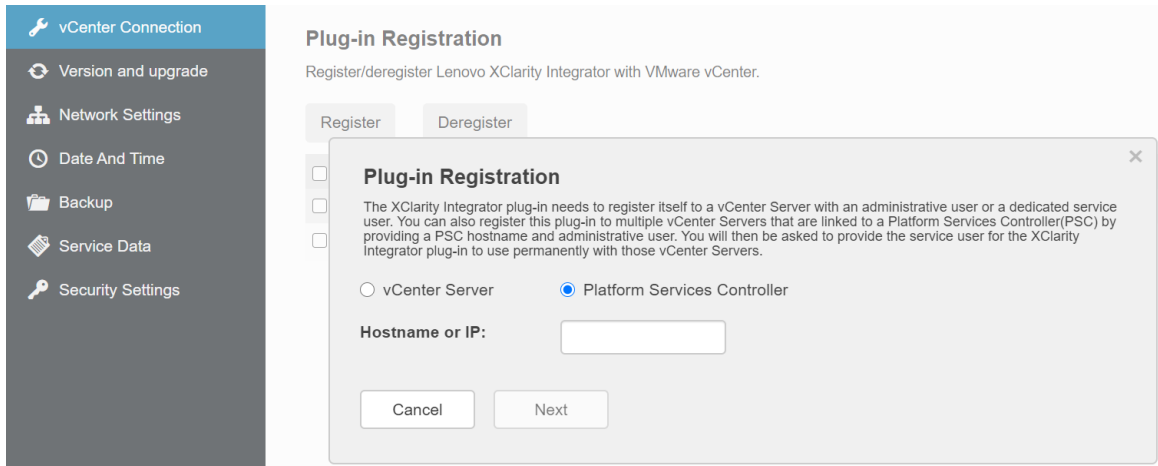 vCenter Connection
Version and upgrade
Network Settings
Date And Time
Backup
Service Data
Security Settings
Plug-in Registration
Register/deregister Lenovo XClarity Integrator with VMware vCenter.
Register
Deregister
Plug-in Registration
The XClarity Integrator plug-in needs to register itself to a vCenter Server with an administrative user or a dedicated service
user. You can also register this plug-in to multiple vCenter Servers that are linked to a Platform Services Controller(PSC) by
providing a PSC hostname and administrative user. You will then be asked to provide the service user for the XClarity
Integrator plug-in to use permanently with those vCenter Servers.
vCenter Server
Platform Services Controller
Hostname or IP:
Cancel
Next